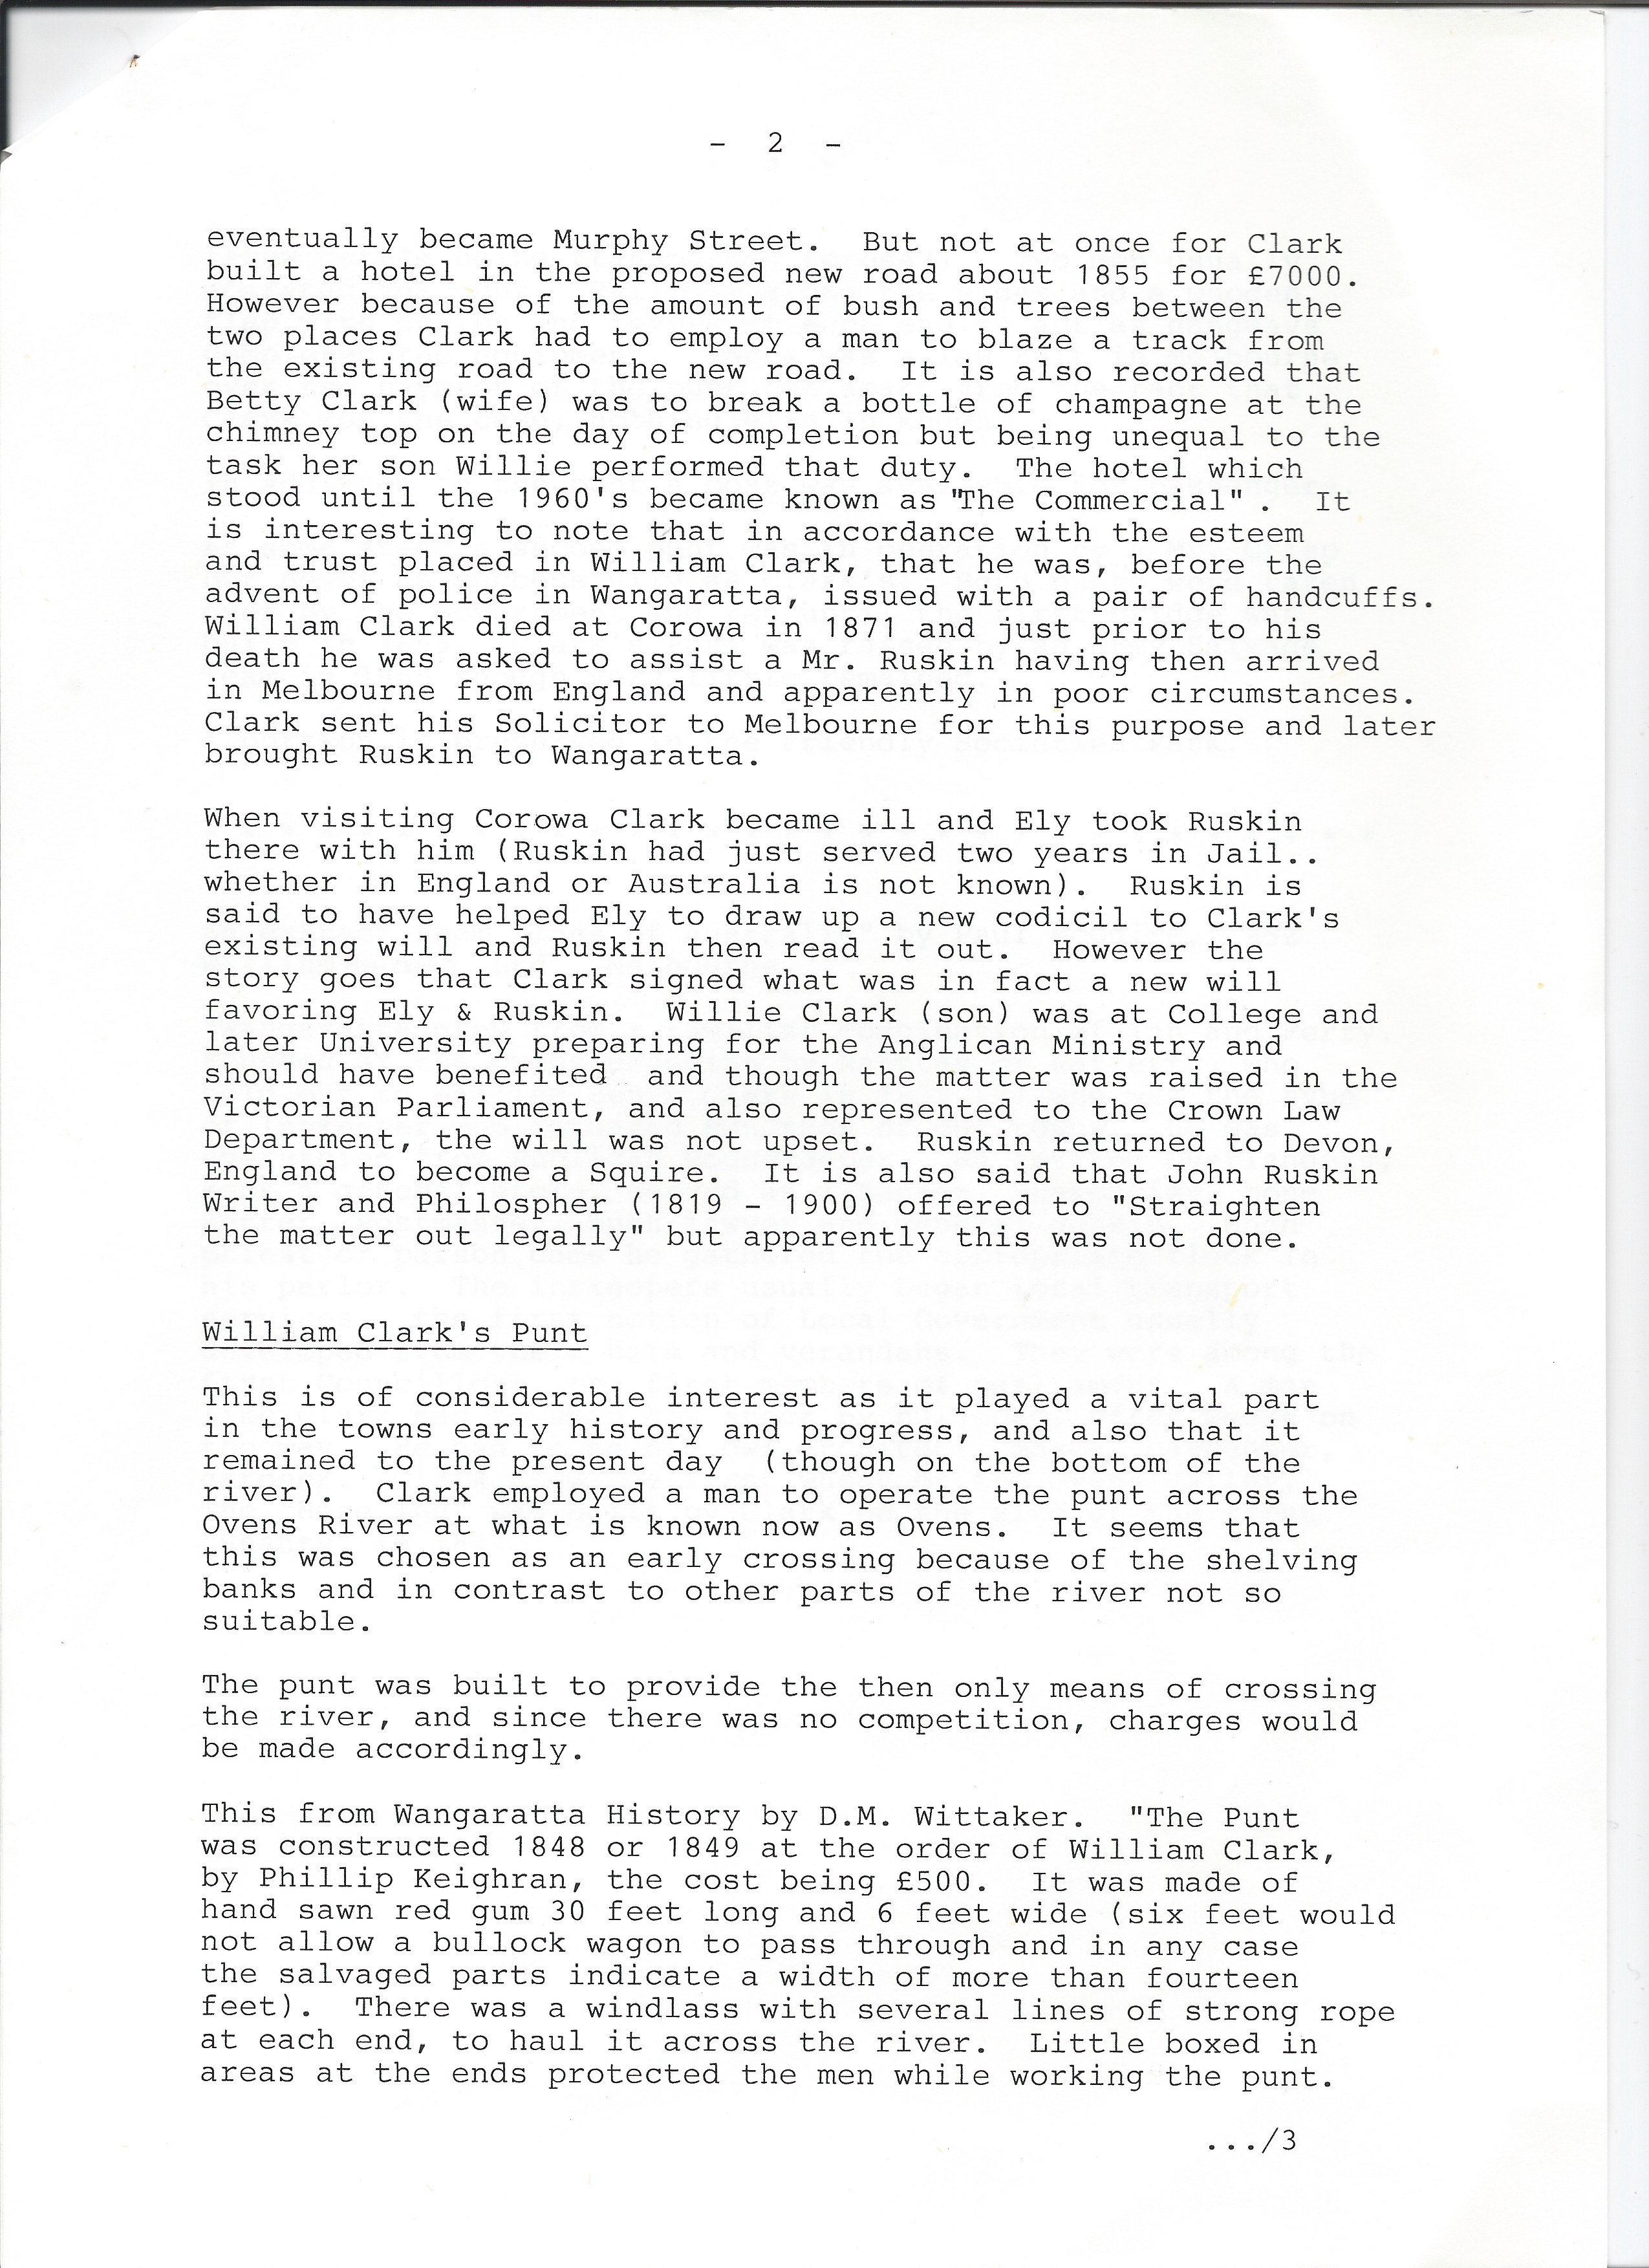 - 2 -
eventually became Murphy Street. But not at once for Clark
built a hotel in the proposed new road about 1855 for £7000.
However because of the amount of bush and trees between the
two places Clark had to employ a man to blaze a track from
the existing road to the new road. It is also recorded that
Betty Clark (wife) was to break a bottle of champagne at the
chimney top on the day of completion but being unequal to the
task her son Willie performed that duty. The hotel which
stood until the 1960's became known as "The Commercial" . It
is interesting to note that in accordance with the esteem
and trust placed in William Clark, that he was, before the
advent of police in Wangaratta, issued with a pair of handcuffs.
William Clark died at Corowa in 1871 and just prior to his
death he was asked to assist a Mr. Ruskin having then arrived
in Melbourne from England and apparently in poor circumstances.
Clark sent his Solicitor to Melbourne for this purpose and later
brought Ruskin to Wangaratta.
When visiting Corowa Clark became ill and Ely took Ruskin
there with him (Ruskin had just served two years in Jail..
whether in England or Australia is not known). Ruskin is
said to have helped Ely to draw up a new codicil to Clark's
existing will and Ruskin then read it out. However the
story goes that Clark signed what was in fact a new will
favoring Ely & Ruskin. Willie Clark (son) was at College and
later University preparing for the Anglican Ministry and
should have benefited and though the matter was raised in the
Victorian Parliament, and also represented to the Crown Law
Department, the will was not upset. Ruskin returned to Devon,
England to become a Squire. It is also said that John Ruskin
Writer and Philospher (1819 - 1900) offered to "Straighten
the matter out legally" but apparently this was not done.
William Clark's Punt
This is of considerable interest as it played a vital part
in the towns early history and progress, and also that it
remained to the present day (though on the bottom of the
river). Clark employed a man to operate the punt across the
Ovens River at what is known now as Ovens. It seems that
this was chosen as an early crossing because of the shelving
banks and in contrast to other parts of the river not so
suitable.
The punt was built to provide the then only means of crossing
the river, and since there was no competition, charges would
be made accordingly.
This from Wangaratta History by D.M. Wittaker. "The Punt
was constructed 1848 or 1849 at the order of William Clark,
by Phillip Keighran, the cost being £500. It was made of
hand sawn red gum 30 feet long and 6 feet wide (six feet would
not allow a bullock wagon to pass through and in any case
the salvaged parts indicate a width of more than fourteen
feet). There was a windlass with several lines of strong rope
at each end, to haul it across the river. Little boxed in
areas at the ends protected the men while working the punt.
.../3